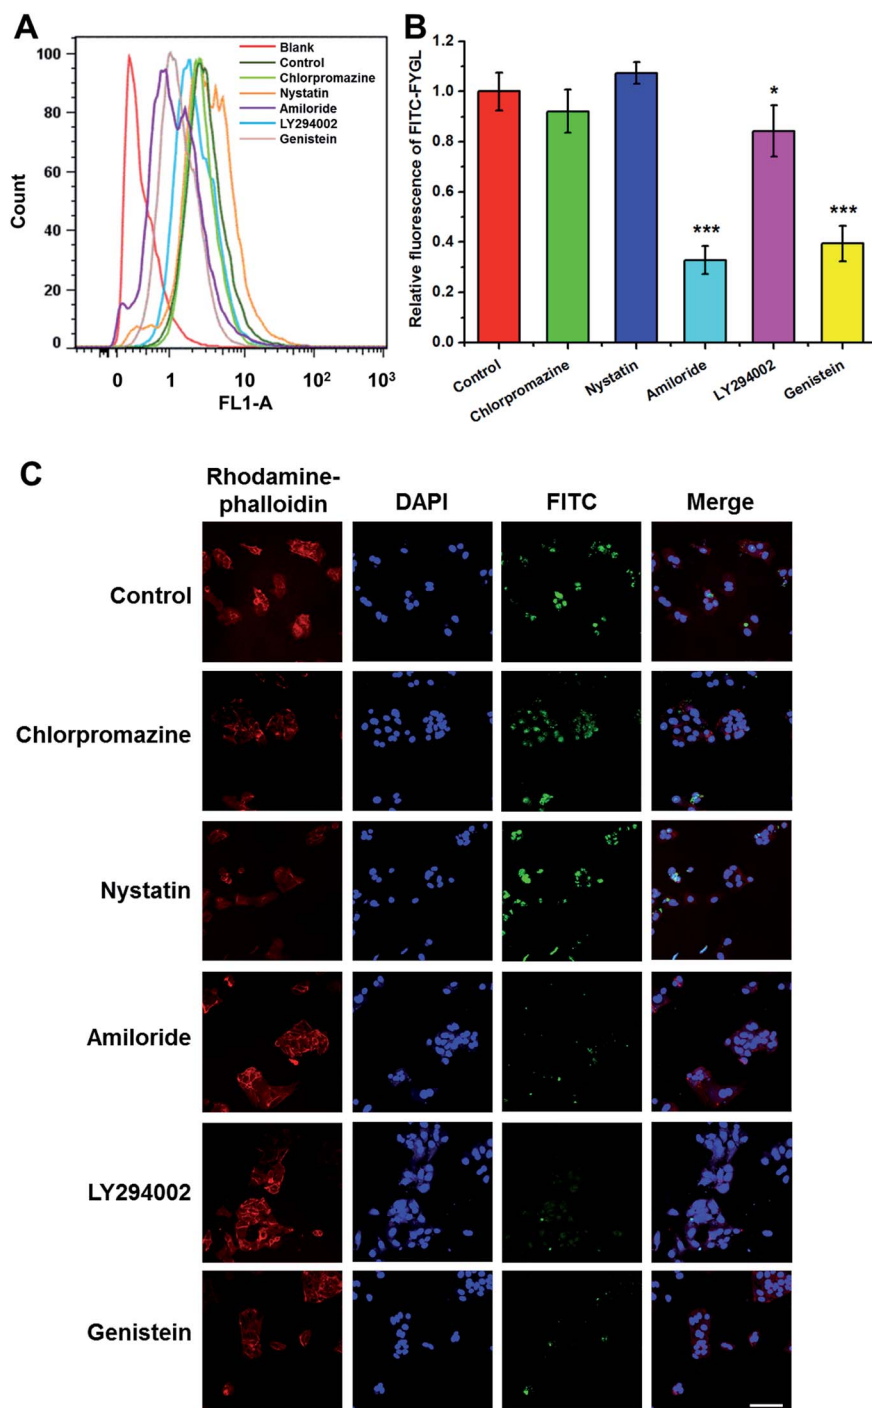 A
Blank
Control
Chlorpromazine
Nystatin
Amiloride
LY294002
Genistein
100
80
60
40
20
0
Count
0
1
10
10²
10³
FL1-A
B
Relative fluorescence of FITC-FYGL
1.2
1.0
0.8
0.6
0.4
0.2
0.0
***
*
***
Control
Chlorpromazine
Nystatin
Amiloride
LY294002
Genistein
C
Rhodamine-
phalloidin
DAPI
FITC
Merge
Control
Chlorpromazine
Nystatin
Amiloride
LY294002
Genistein